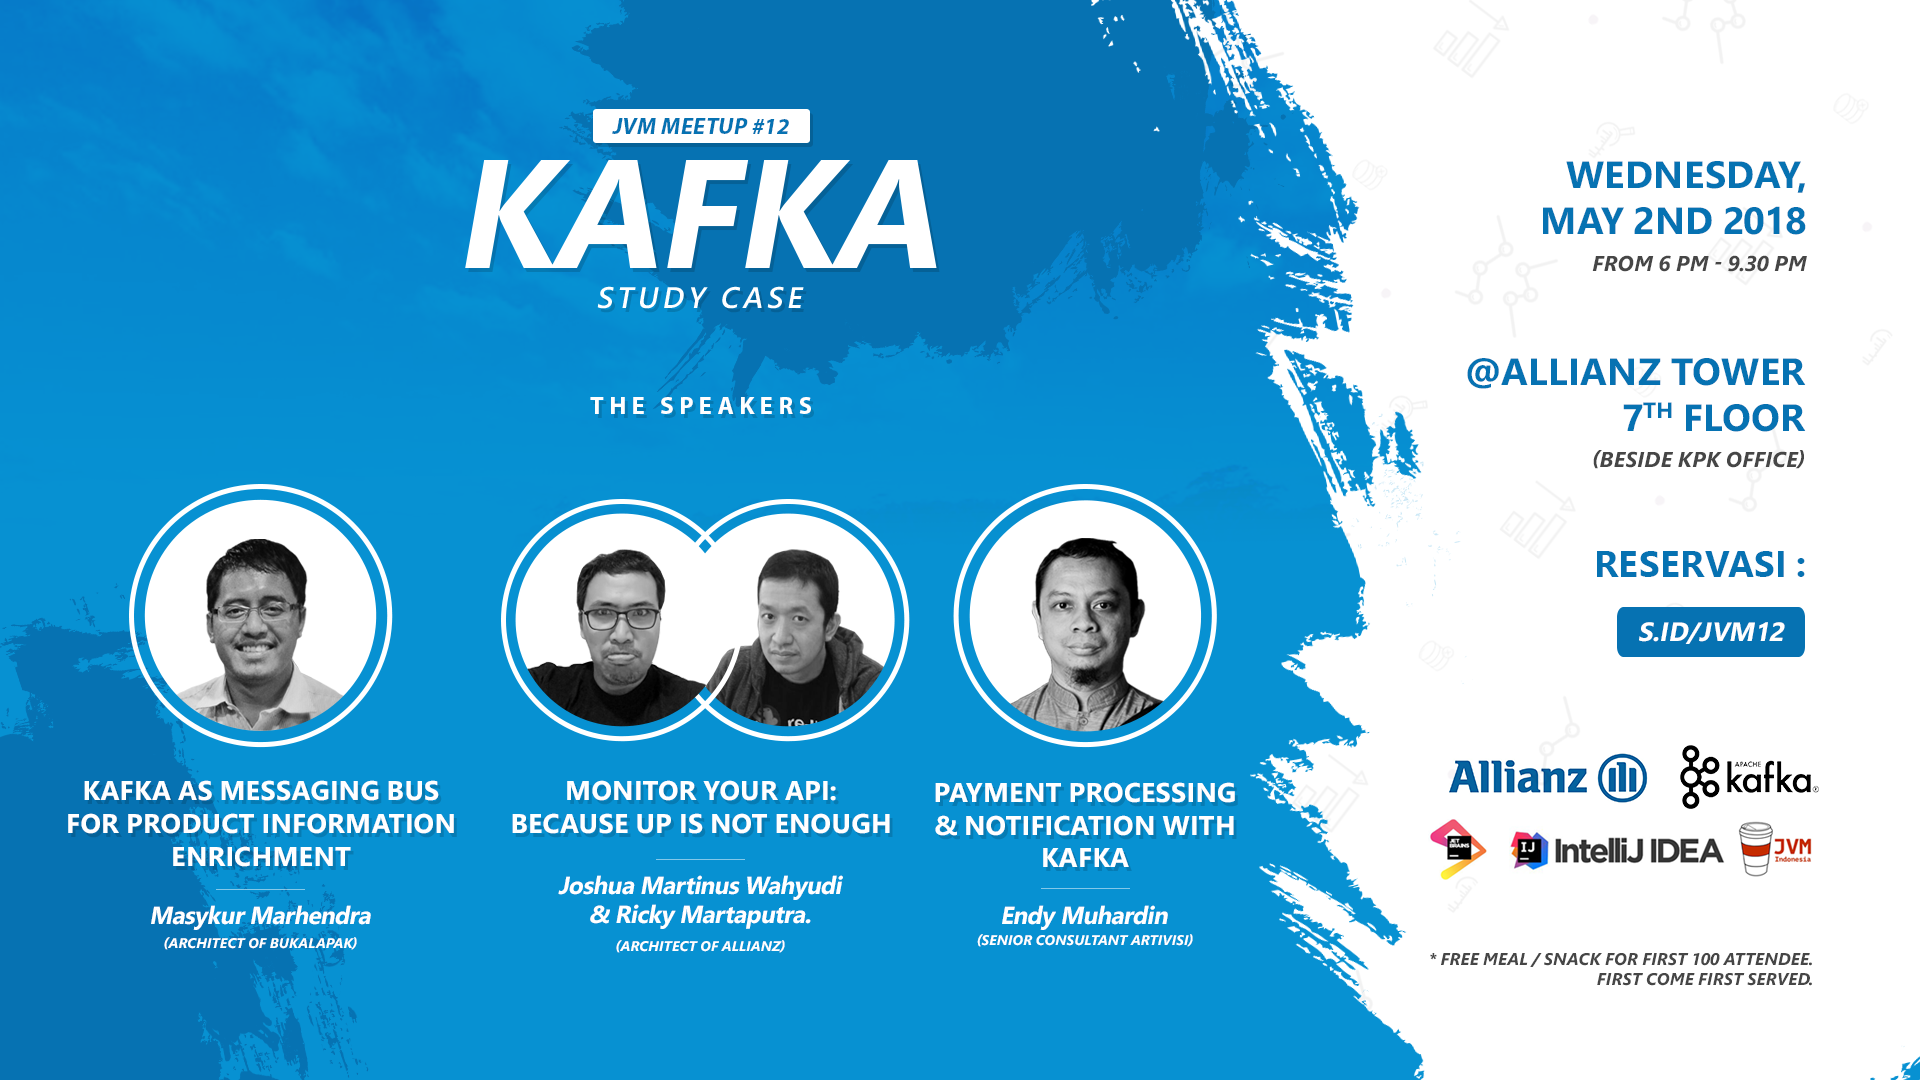 JVM MEETUP #12
KAFKA
STUDY CASE
THE SPEAKERS
KAFKA AS MESSAGING BUS
FOR PRODUCT INFORMATION
ENRICHMENT
Masykur Marhendra
(ARCHITECT OF BUKALAPAK)
MONITOR YOUR API:
BECAUSE UP IS NOT ENOUGH
Joshua Martinus Wahyudi
& Ricky Martaputra.
(ARCHITECT OF ALLIANZ)
PAYMENT PROCESSING
& NOTIFICATION WITH
KAFKA
Endy Muhardin
(SENIOR CONSULTANT ARTIVISI)
WEDNESDAY,
MAY 2ND 2018
FROM 6 PM - 9.30 PM
@ALLIANZ TOWER
7TH FLOOR
(BESIDE KPK OFFICE)
RESERVASI :
S.ID/JVM12
Allianz
APACHE
kafka®
JET
BRAINS
IJ
IntelliJ IDEA
JVM
Indonesia
* FREE MEAL / SNACK FOR FIRST 100 ATTENDEE.
FIRST COME FIRST SERVED.